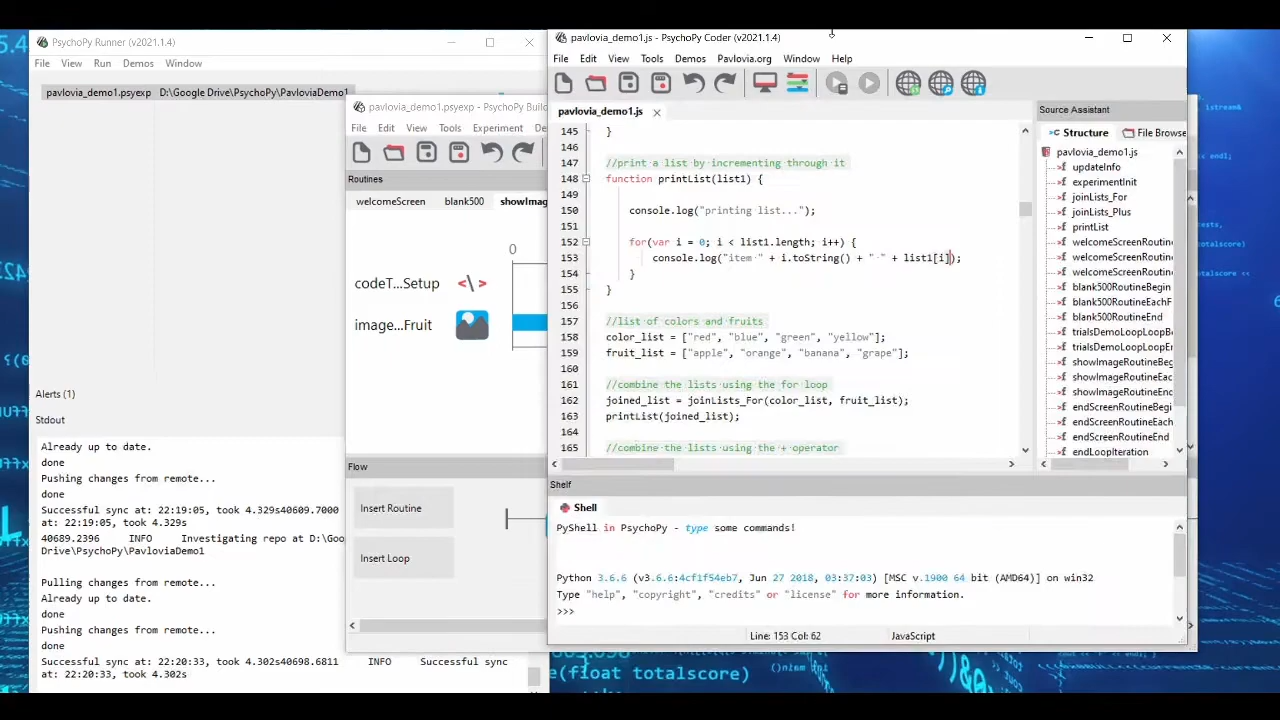 PsychoPy Runner (v2021.1.4)
File View Run Demos Window
pavlovia_demo1.psyexp D:\Google Drive\PsychoPy\PavloviaDemo1
Alerts (1)
Stdout
Already up to date.
done
Pushing changes from remote...
done
Successful sync at: 22:19:05, took 4.329s40609.7000
at: 22:19:05, took 4.329s
40689.2396 INFO Investigating repo at D:\Goo
Drive\PsychoPy\PavloviaDemo1
Pulling changes from remote...
Already up to date.
done
Pushing changes from remote...
done
Successful sync at: 22:20:33, took 4.302s40698.6811 INFO Successful sync
at: 22:20:33, took 4.302s
pavlovia_demo1.psyexp - PsychoPy Buil
File Edit View Tools Experiment De
Routines
welcomeScreen blank500 showImag
0
codeT...Setup
image...Fruit
Flow
Insert Routine
Insert Loop
pavlovia_demo1.js - PsychoPy Coder (v2021.1.4)
File Edit View Tools Demos Pavlovia.org Window Help
pavlovia_demo1.js
145 }
146
147 //print a list by incrementing through it
148 function printList(list1) {
149
150 console.log("printing list...");
151
152 for(var i = 0; i < list1.length; i++) {
153 console.log("item " + i.toString() + " " + list1[i]);
154 }
155 }
156
157 //list of colors and fruits
158 color_list = ["red", "blue", "green", "yellow"];
159 fruit_list = ["apple", "orange", "banana", "grape"];
160
161 //combine the lists using the for loop
162 joined_list = joinLists_For(color_list, fruit_list);
163 printList(joined_list);
164
165 //combine the lists using the + operator
Source Assistant
Structure File Browse
pavlovia_demo1.js
updateInfo
experimentInit
joinLists_For
joinLists_Plus
printList
welcomeScreenRoutin
welcomeScreenRoutin
welcomeScreenRoutin
blank500RoutineBegin
blank500RoutineEachF
blank500RoutineEnd
trialsDemoLoopLoopB
trialsDemoLoopLoopE
showImageRoutineBeg
showImageRoutineEac
showImageRoutineEnd
endScreenRoutineBegi
endScreenRoutineEach
endScreenRoutineEnd
endLoopIteration
Shelf
Shell
PyShell in PsychoPy - type some commands!
Python 3.6.6 (v3.6.6:4cf1f54eb7, Jun 27 2018, 03:37:03) [MSC v.1900 64 bit (AMD64)] on win32
Type "help", "copyright", "credits" or "license" for more information.
>>>
Line: 153 Col: 62 JavaScript
e(float totalscore)